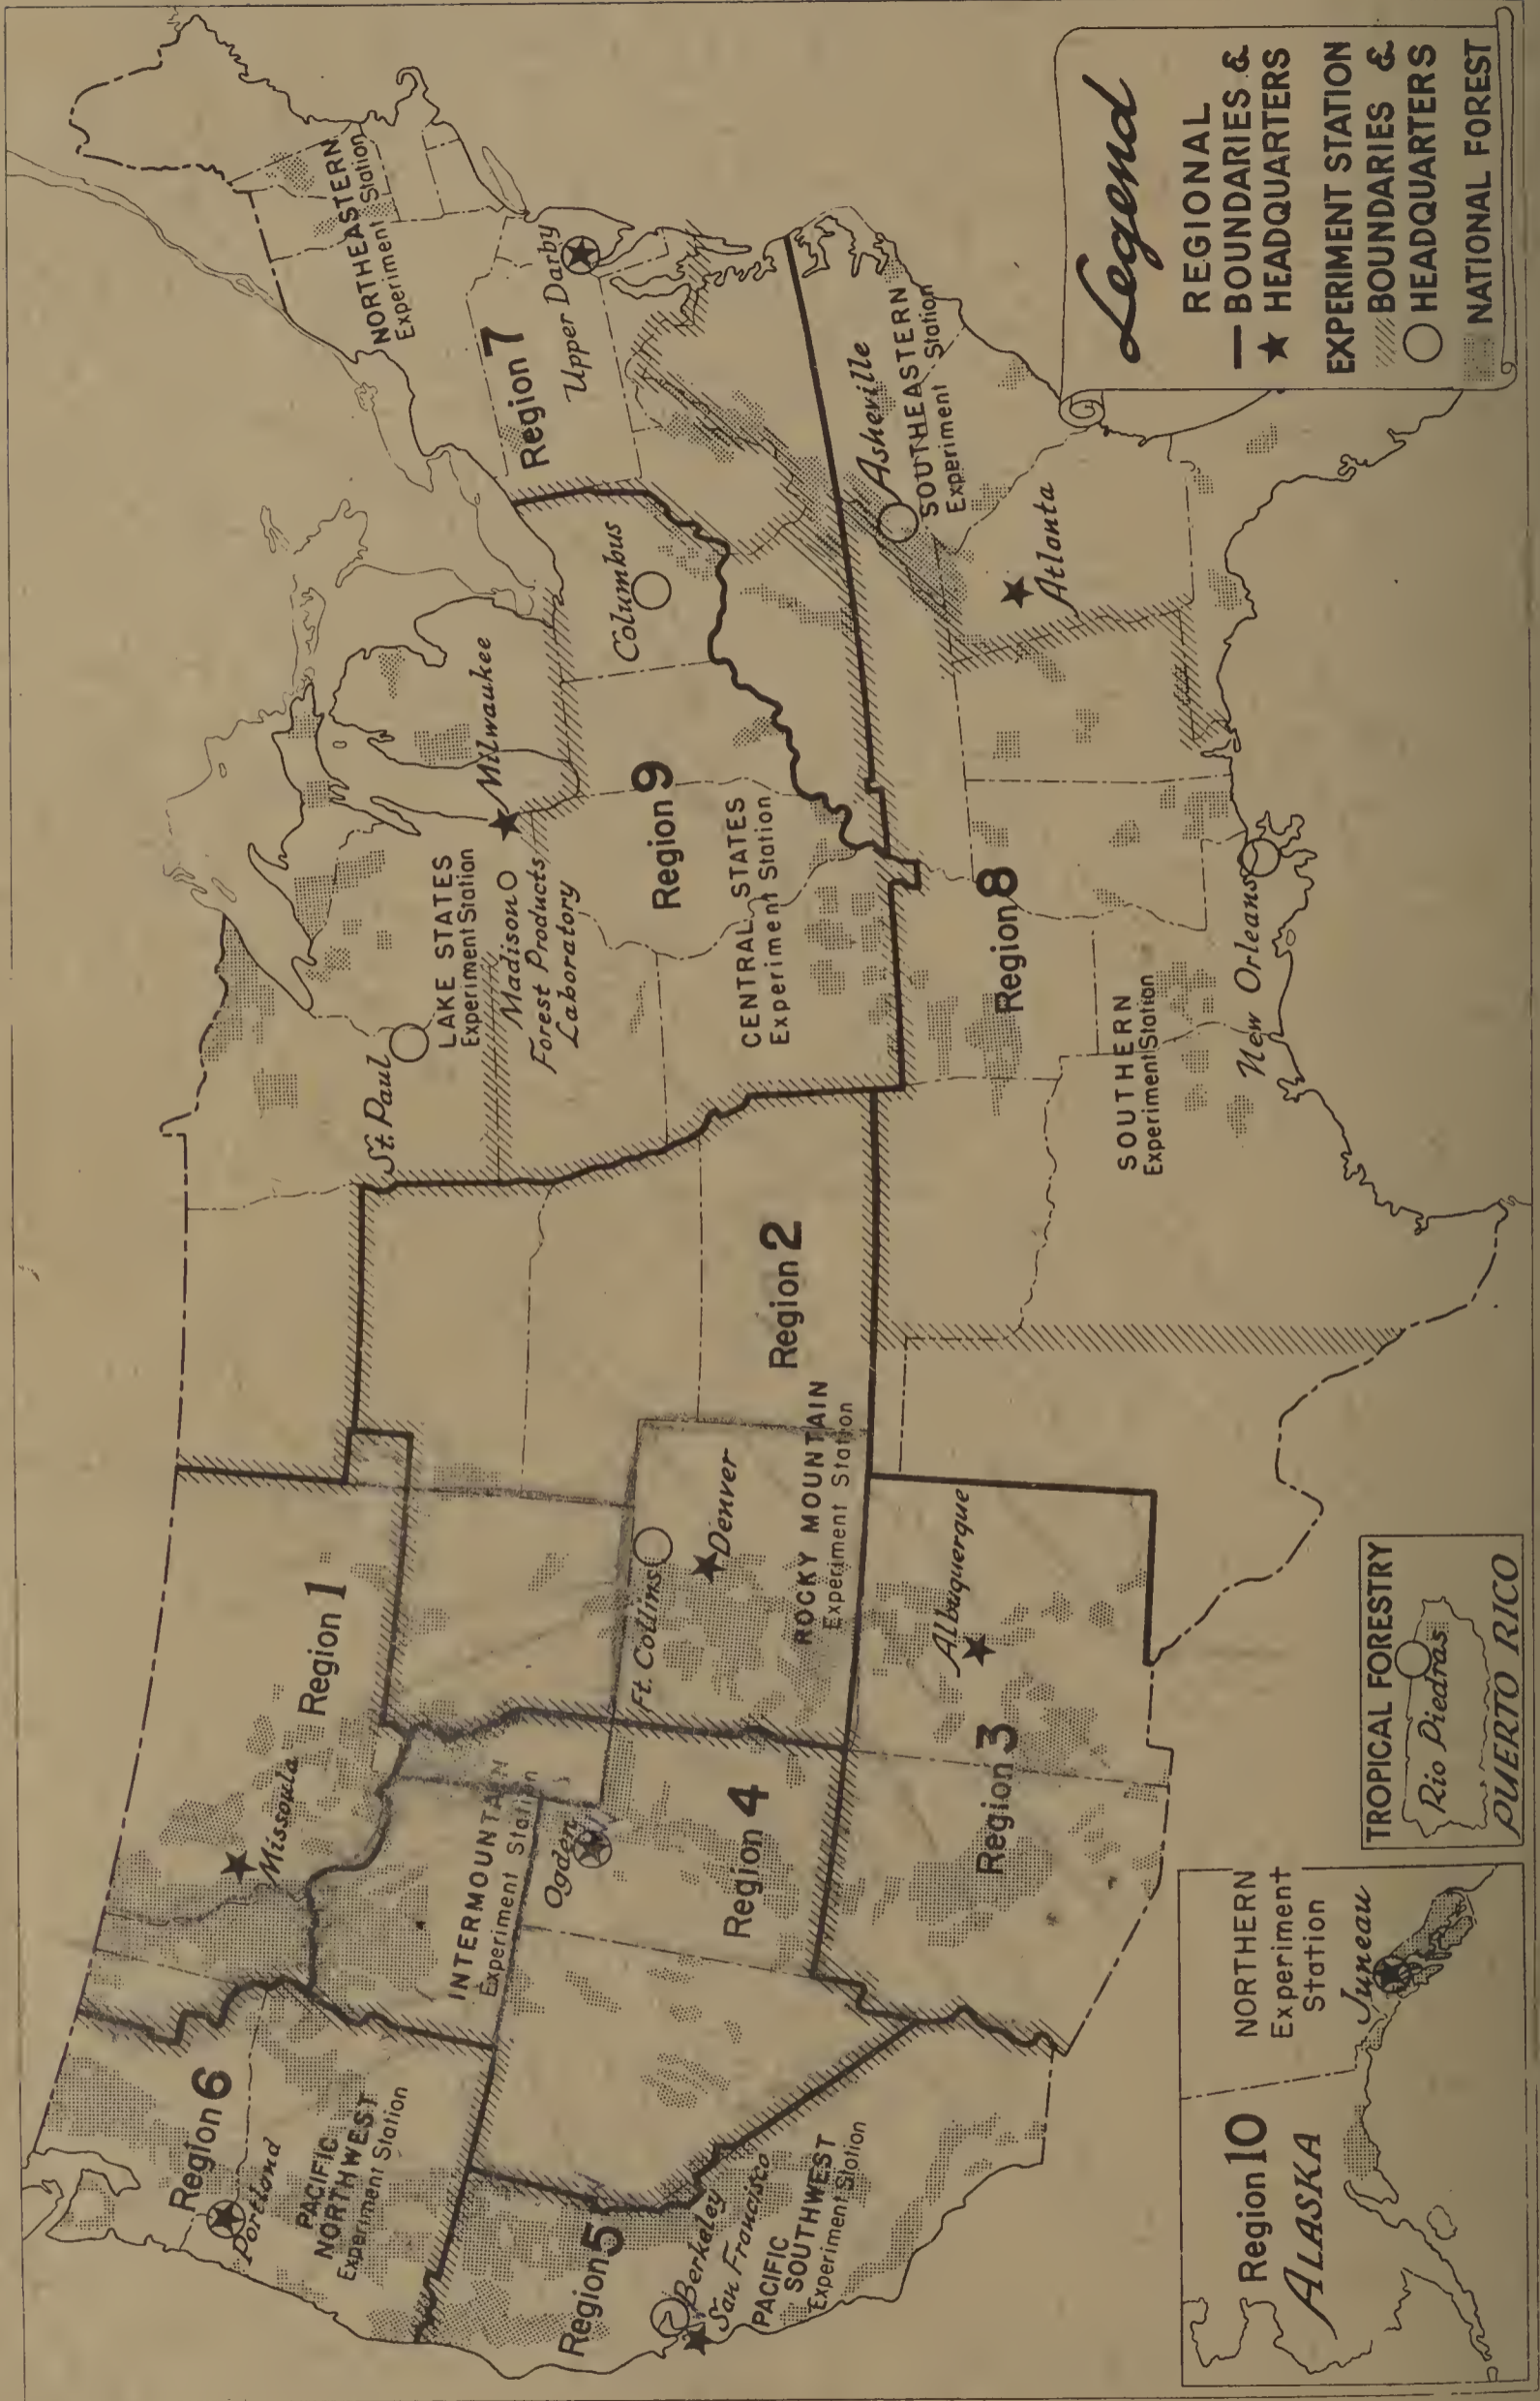 Region 1
Missoula
Region 6
Portland
PACIFIC
NORTHWEST
Experiment Station
INTERMOUNTAIN
Experiment Station
Ogden
Region 4
Region 5
Berkeley
San Francisco
PACIFIC
SOUTHWEST
Experiment Station
Ft. Collins
Denver
Region 2
ROCKY MOUNTAIN
Experiment Station
Albuquerque
Region 3
St. Paul
LAKE STATES
Experiment Station
Madison
Forest Products
Laboratory
Milwaukee
Region 9
CENTRAL STATES
Experiment Station
Columbus
NORTHEASTERN
Experiment Station
Region 7
Upper Darby
Asheville
SOUTHEASTERN
Experiment Station
Atlanta
Region 8
SOUTHERN
Experiment Station
New Orleans
Region 10
ALASKA
NORTHERN
Experiment
Station
Juneau
TROPICAL FORESTRY
Rio Piedras
PUERTO RICO
Legend
REGIONAL
BOUNDARIES &
HEADQUARTERS
EXPERIMENT STATION
BOUNDARIES &
HEADQUARTERS
NATIONAL FOREST